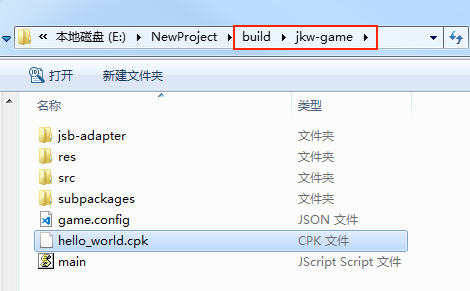 本地磁盘 (E:) NewProject build jkw-game
打开 新建文件夹
名称 类型
jsb-adapter 文件夹
res 文件夹
src 文件夹
subpackages 文件夹
game.config JSON 文件
hello_world.cpk CPK 文件
main JScript Script 文件